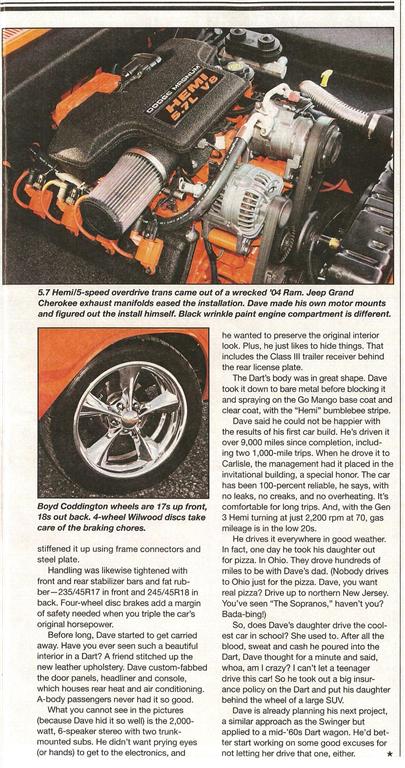 DODGE MAGNUM
HEMI
5.7L V8
5.7 Hemi/5-speed overdrive trans came out of a wrecked '04 Ram. Jeep Grand
Cherokee exhaust manifolds eased the installation. Dave made his own motor mounts
and figured out the install himself. Black wrinkle paint engine compartment is different.
Boyd Coddington wheels are 17s up front,
18s out back. 4-wheel Wilwood discs take
care of the braking chores.
stiffened it up using frame connectors and
steel plate.
Handling was likewise tightened with
front and rear stabilizer bars and fat rub-
ber—235/45R17 in front and 245/45R18 in
back. Four-wheel disc brakes add a margin
of safety needed when you triple the car's
original horsepower.
Before long, Dave started to get carried
away. Have you ever seen such a beautiful
interior in a Dart? A friend stitched up the
new leather upholstery. Dave custom-fabbed
the door panels, headliner and console,
which houses rear heat and air conditioning.
A-body passengers never had it so good.
What you cannot see in the pictures
(because Dave hid it so well) is the 2,000-
watt, 6-speaker stereo with two trunk-
mounted subs. He didn't want prying eyes
(or hands) to get to the electronics, and
he wanted to preserve the original interior
look. Plus, he just likes to hide things. That
includes the Class III trailer receiver behind
the rear license plate.
The Dart's body was in great shape. Dave
took it down to bare metal before blocking it
and spraying on the Go Mango base coat and
clear coat, with the "Hemi" bumblebee stripe.
Dave said he could not be happier with
the results of his first car build. He's driven it
over 9,000 miles since completion, includ-
ing two 1,000-mile trips. When he drove it to
Carlisle, the management had it placed in the
invitational building, a special honor. The car
has been 100-percent reliable, he says, with
no leaks, no creaks, and no overheating. It's
comfortable for long trips. And, with the Gen
3 Hemi turning at just 2,200 rpm at 70, gas
mileage is in the low 20s.
He drives it everywhere in good weather.
In fact, one day he took his daughter out
for pizza. In Ohio. They drove hundreds of
miles to be with Dave's dad. (Nobody drives
to Ohio just for the pizza. Dave, you want
real pizza? Drive up to northern New Jersey.
You've seen "The Sopranos," haven't you?
Bada-bing!)
So, does Dave's daughter drive the cool-
est car in school? She used to. After all the
blood, sweat and cash he poured into the
Dart, Dave thought for a minute and said,
whoa, am I crazy? I can't let a teenager
drive this car! So he took out a big insur-
ance policy on the Dart and put his daughter
behind the wheel of a large SUV.
Dave is already planning his next project,
a similar approach as the Swinger but
applied to a mid-'60s Dart wagon. He'd bet-
ter start working on some good excuses for
not letting her drive that one, either. ★